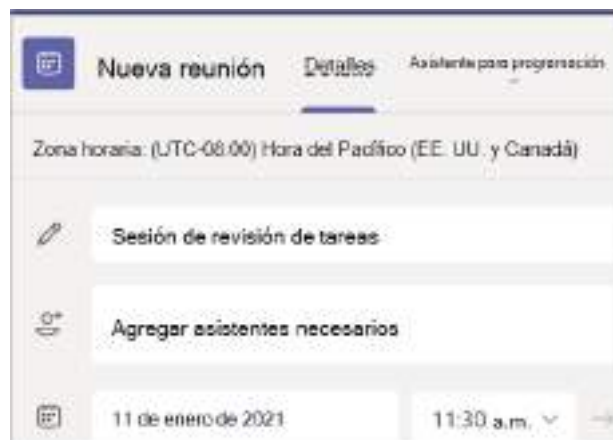 Nueva reunión Detalles Asistente para programación
Zona horaria: (UTC-08:00) Hora del Pacífico (EE. UU. y Canadá)
Sesión de revisión de tareas
Agregar asistentes necesarios
11 de enero de 2021 11:30 a.m.